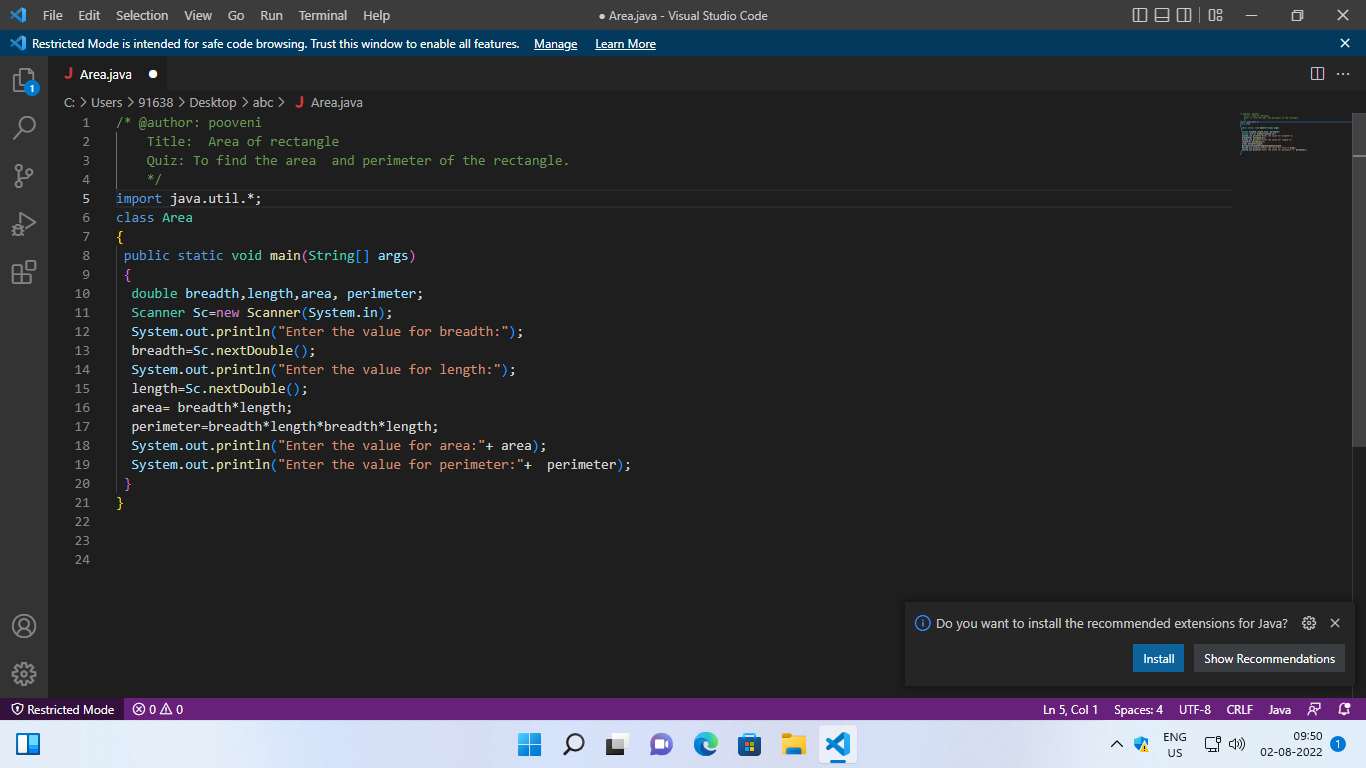 File Edit Selection View Go Run Terminal Help ● Area.java - Visual Studio Code
Restricted Mode is intended for safe code browsing. Trust this window to enable all features. Manage Learn More
J Area.java ●
C: > Users > 91638 > Desktop > abc > J Area.java
1 /* @author: pooveni
2 Title:  Area of rectangle
3 Quiz: To find the area  and perimeter of the rectangle.
4 */
5 import java.util.*;
6 class Area
7 {
8 public static void main(String[] args)
9 {
10 double breadth,length,area, perimeter;
11 Scanner Sc=new Scanner(System.in);
12 System.out.println("Enter the value for breadth:");
13 breadth=Sc.nextDouble();
14 System.out.println("Enter the value for length:");
15 length=Sc.nextDouble();
16 area= breadth*length;
17 perimeter=breadth*length*breadth*length;
18 System.out.println("Enter the value for area:"+ area);
19 System.out.println("Enter the value for perimeter:"+  perimeter);
20 }
21 }
22
23
24
1
Do you want to install the recommended extensions for Java?
Install Show Recommendations
Restricted Mode 0 0 Ln 5, Col 1 Spaces: 4 UTF-8 CRLF Java
ENG 09:50
US 02-08-2022 1